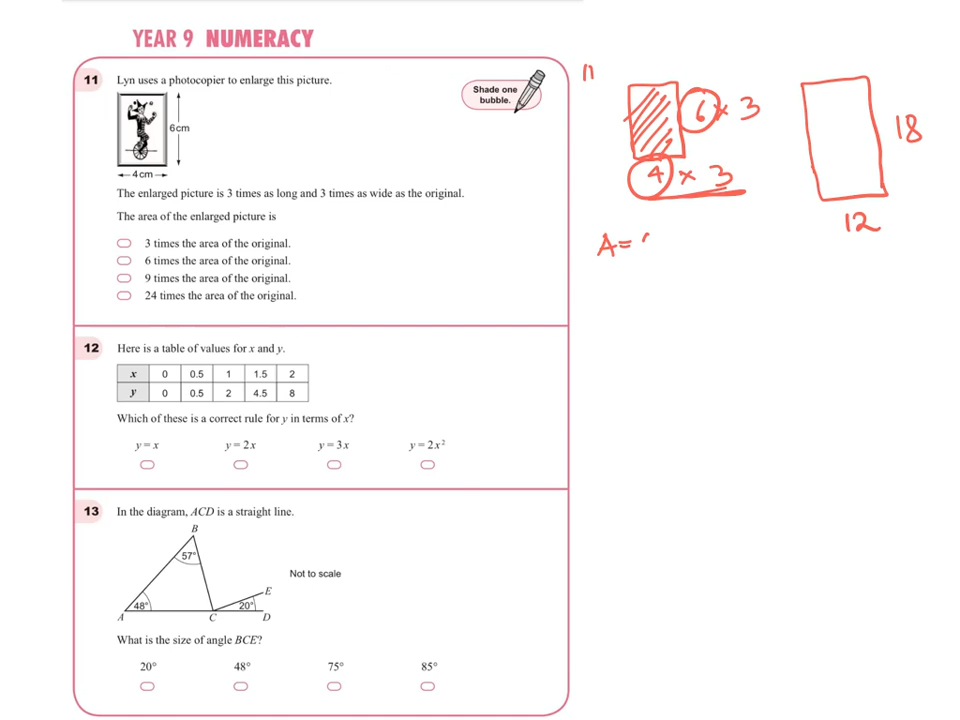 YEAR 9 NUMERACY
11 Lyn uses a photocopier to enlarge this picture.
Shade one
bubble.
6 cm
4 cm
The enlarged picture is 3 times as long and 3 times as wide as the original.
The area of the enlarged picture is
3 times the area of the original.
6 times the area of the original.
9 times the area of the original.
24 times the area of the original.
12 Here is a table of values for x and y.
x 0 0.5 1 1.5 2
y 0 0.5 2 4.5 8
Which of these is a correct rule for y in terms of x?
y = x y = 2x y = 3x y = 2x²
13 In the diagram, ACD is a straight line.
B
57°
Not to scale
E
48° 20°
A C D
What is the size of angle BCE?
20° 48° 75° 85°
11
6 × 3
4 × 3
18
12
A =